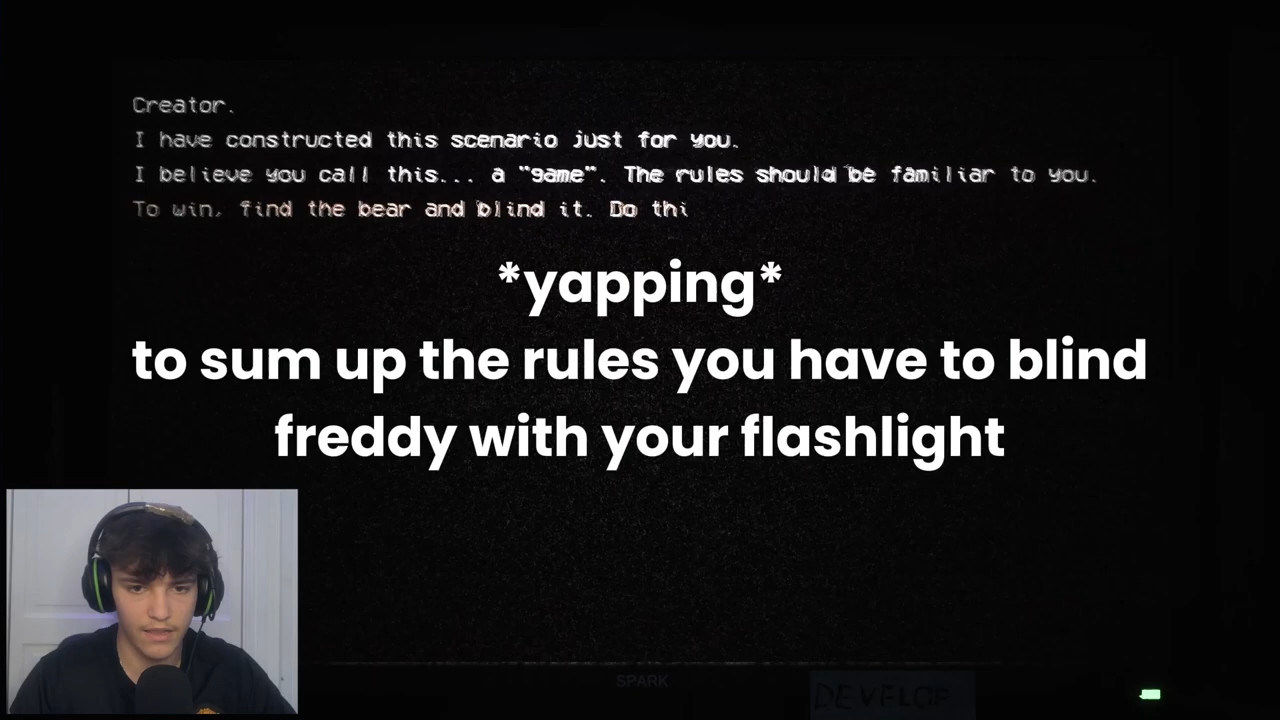 Creator.
I have constructed this scenario just for you.
I believe you call this... a "game". The rules should be familiar to you.
To win, find the bear and blind it. Do thi
*yapping*
to sum up the rules you have to blind
freddy with your flashlight
SPARK
DEVELOP